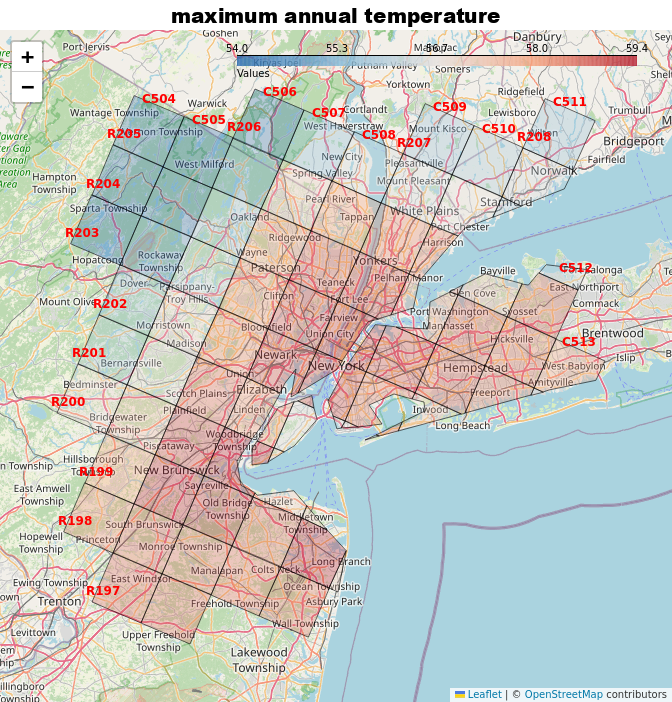 maximum annual temperature
+
−
54.0 55.3 56.7 58.0 59.4
Values
Port Jervis
Goshen
Danbury
Putnam Valley
Somers
Yorktown
Ridgefield
C504
C506
C505
R206
C507
C508
R207
C509
C510
R208
C511
Wantage Township
Warwick
Cortlandt
Lewisboro
Trumbull
R205
Vernon Township
West Haverstraw
Mount Kisco
Wilton
Bridgeport
Fairfield
West Milford
New City
Pleasantville
Norwalk
Hampton
Township
R204
Spring Valley
Mount Pleasant
Sparta Township
Pearl River
Stamford
Oakland
Tappan
White Plains
R203
Port Chester
Ridgewood
Harrison
Hopatcong
Rockaway
Township
Wayne
Paterson
Yonkers
Bayville
C512
Dover
Parsippany-
Troy Hills
Teaneck
Pelham Manor
East Northport
Mount Olive
R202
Clifton
Fort Lee
Glen Cove
Commack
Port Washington
Syosset
Morristown
Bloomfield
Fairview
Union City
Manhasset
Brentwood
Madison
Hicksville
C513
R201
Newark
New York
Hempstead
Islip
Bernardsville
West Babylon
Union
Elizabeth
Amityville
Bedminster
Scotch Plains
Freeport
R200
Plainfield
Linden
Inwood
Bridgewater
Township
Long Beach
Woodbridge
Township
Piscataway
Hillsborough
Township
R199
New Brunswick
East Amwell
Township
Sayreville
Old Bridge
Township
Hazlet
R198
South Brunswick
Middletown
Township
Hopewell
Township
Princeton
Monroe Township
Long Branch
Ewing Township
East Windsor
Manalapan
Colts Neck
R197
Ocean Township
Trenton
Freehold Township
Asbury Park
Levittown
Upper Freehold
Township
Wall Township
Lakewood
Township
Leaflet | © OpenStreetMap contributors